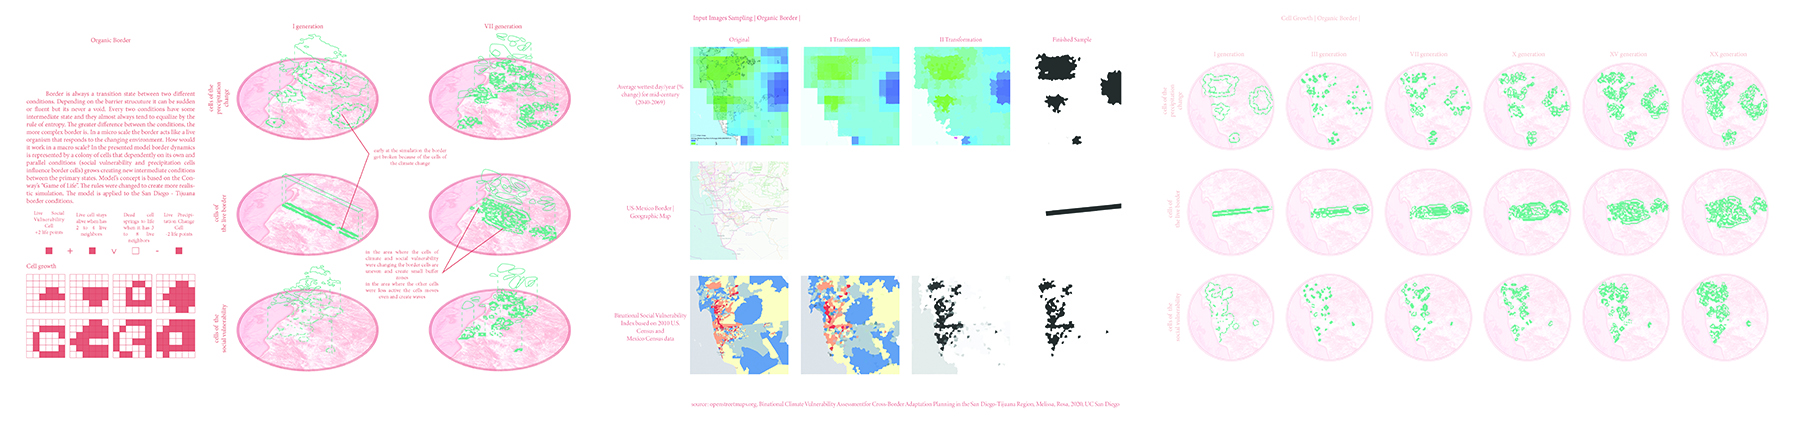 Organic Border
Border is always a transition state between two different
conditions. Depending on the barrier strucuture it can be sudden
or fluent but its never a void. Every two conditions have some
intermediate state and they almost always tend to equalize by the
rule of entropy. The greater difference between the conditions, the
more complex border is. In a micro scale the border acts like a live
organism that responds to the changing environment. How would
it work in a macro scale? In the presented model border dynamics
is represented by a colony of cells that dependently on its own and
parallel conditions (social vulnerability and precipitation cells
influence border cells) grows creating new intermediate conditions
between the primary states. Model's concept is based on the Con-
way's "Game of Life". The rules were changed to create more realis-
tic simulation. The model is applied to the San Diego - Tijuana
border conditions.
Live Social
Vulnerability
Cell
+2 life points
Live cell stays
alive when has
2 to 4 live
neighbors
Dead cell
springs to life
when it has 3
to 4 live
neighbors
Live Precipi-
tation Change
Cell
-2 life points
+ v -
Cell growth
I generation
VII generation
cells of the
precipitation
change
cells of
the live border
cells of the
social vulnerability
early in the simulation the border
got broken because of the cells of
the climate change
in the area where the cells of
climate and social vulnerability
were changing the border cells are
uneven and create small buffer
zones
in the area where the other cells
were less active the cells moves
even and create waves
Input Images Sampling | Organic Border |
Original
I Transformation
II Transformation
Finished Sample
Average wettest day/year (%
change) for mid-century
(2040-2069)
US-Mexico Border |
Geographic Map
Binational Social Vulnerability
Index based on 2010 U.S.
Census and
Mexico Census data
source: openstreetmaps.org, Binational Climate Vulnerability Assessment for Cross-Border Adaptation Planning in the San Diego-Tijuana Region, Melissa, Rosa, 2020, UC San Diego
Cell Growth | Organic Border |
I generation
III generation
VII generation
X generation
XV generation
XX generation
cells of the
precipitation
change
cells of
the live border
cells of the
social vulnerability